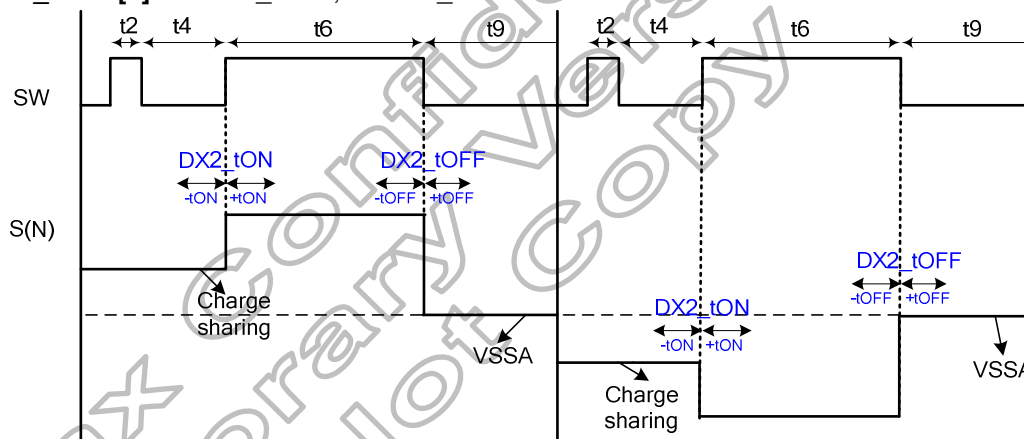 t2 t4 t6 t9 t2 t4 t6 t9
SW
DX2_tON DX2_tOFF
-tON +tON -tOFF +tOFF
S(N)
DX2_tOFF
-tOFF +tOFF
Charge
sharing
DX2_tON
-tON +tON
VSSA
VSSA
Charge
sharing
Copy